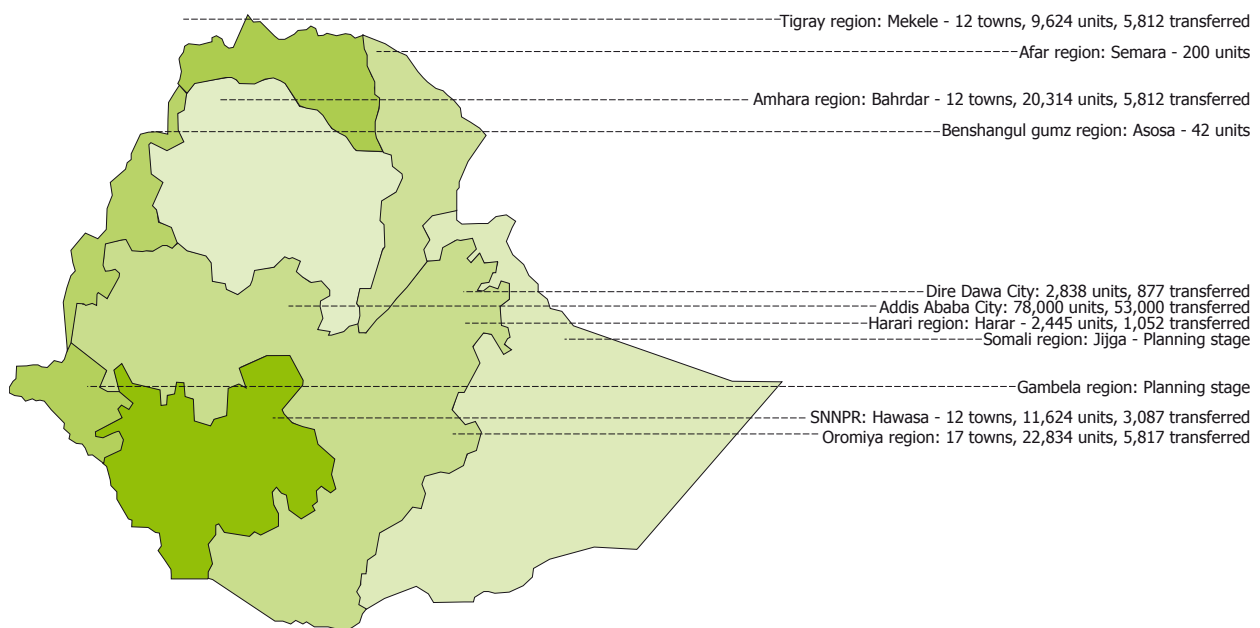 Tigray region: Mekele - 12 towns, 9,624 units, 5,812 transferred
Afar region: Semara - 200 units
Amhara region: Bahrdar - 12 towns, 20,314 units, 5,812 transferred
Benshangul gumz region: Asosa - 42 units
Dire Dawa City: 2,838 units, 877 transferred
Addis Ababa City: 78,000 units, 53,000 transferred
Harari region: Harar - 2,445 units, 1,052 transferred
Somali region: Jijga - Planning stage
Gambela region: Planning stage
SNNPR: Hawasa - 12 towns, 11,624 units, 3,087 transferred
Oromiya region: 17 towns, 22,834 units, 5,817 transferred